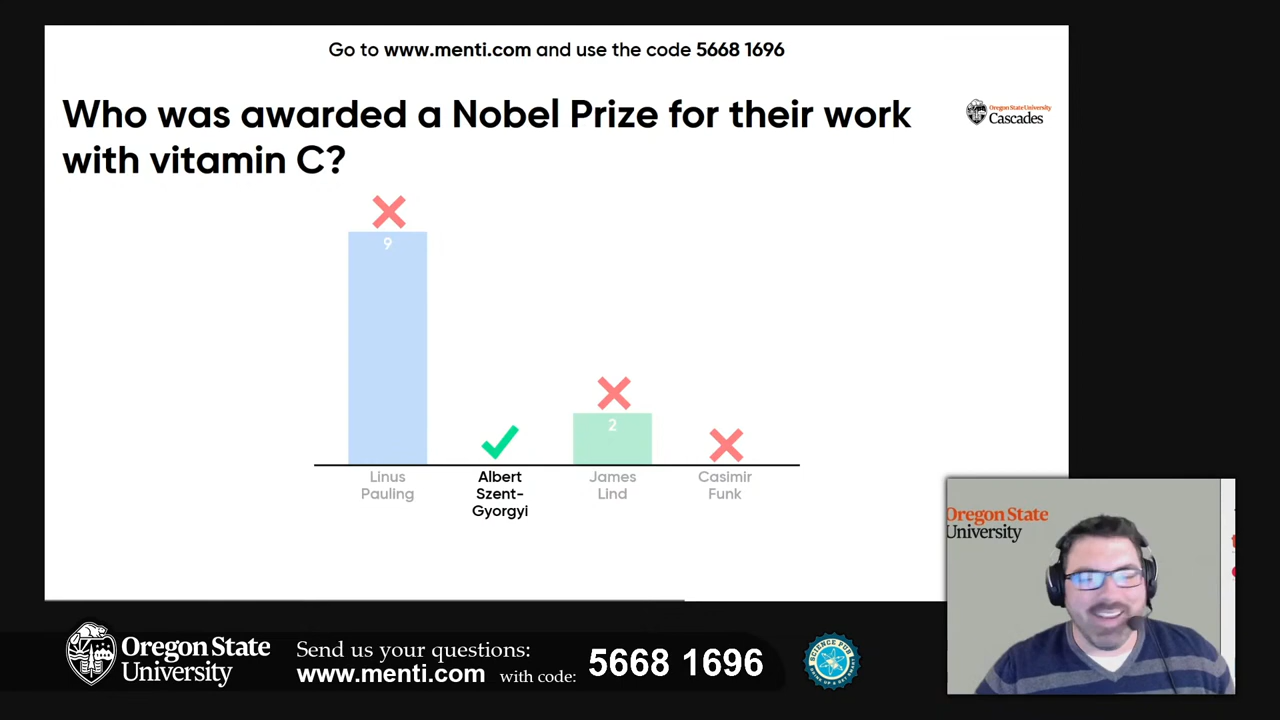 Go to www.menti.com and use the code 5668 1696
Who was awarded a Nobel Prize for their work
with vitamin C?
Oregon State University
Cascades
9
2
Linus
Pauling
Albert
Szent-
Gyorgyi
James
Lind
Casimir
Funk
Oregon State
University
Oregon State
University
Send us your questions:
www.menti.com with code:
5668 1696
SCIENCE PUB